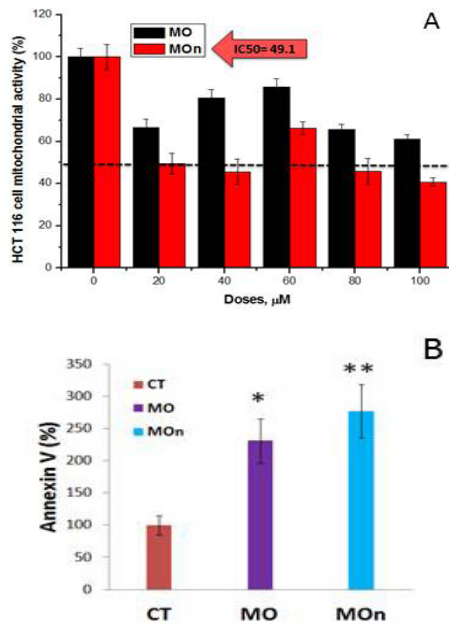 A
MO
MOn
IC50= 49.1
HCT 116 cell mitochondrial activity (%)
120
100
80
60
40
20
0
0 20 40 60 80 100
Doses, µM
B
350
300
250
200
150
100
50
0
Annexin V (%)
CT
MO
MOn
*
**
CT MO MOn